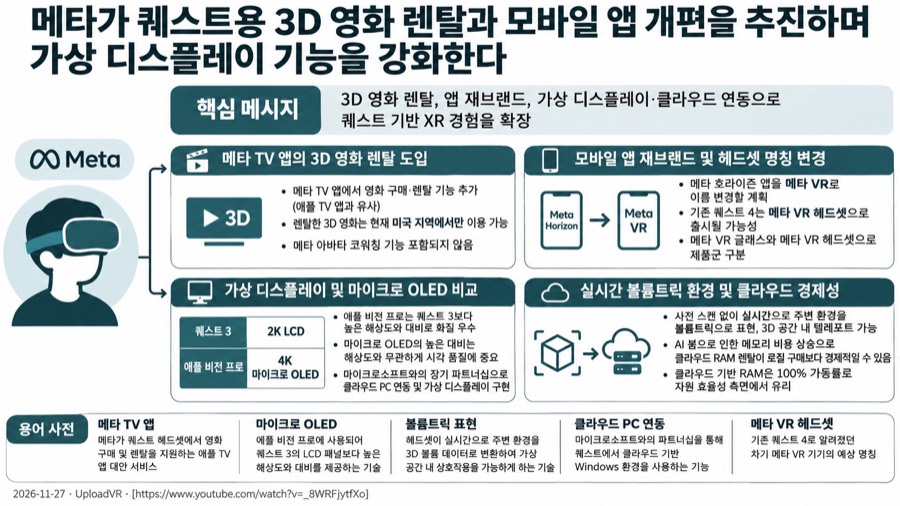 메타가 퀘스트용 3D 영화 렌탈과 모바일 앱 개편을 추진하며
가상 디스플레이 기능을 강화한다
핵심 메시지
3D 영화 렌탈, 앱 재브랜드, 가상 디스플레이·클라우드 연동으로
퀘스트 기반 XR 경험을 확장
Meta
메타 TV 앱의 3D 영화 렌탈 도입
3D
• 메타 TV 앱에서 영화 구매·렌탈 기능 추가
(애플 TV 앱과 유사)
• 렌탈한 3D 영화는 현재 미국 지역에서만 이용 가능
• 메타 아바타 코워칭 기능 포함되지 않음
모바일 앱 재브랜드 및 헤드셋 명칭 변경
Meta
Horizon
Meta
VR
• 메타 호라이즌 앱을 메타 VR로
이름 변경할 계획
• 기존 퀘스트 4는 메타 VR 헤드셋으로
출시될 가능성
• 메타 VR 글래스와 메타 VR 헤드셋으로
제품군 구분
가상 디스플레이 및 마이크로 OLED 비교
퀘스트 3
2K LCD
애플 비전 프로
4K
마이크로 OLED
• 애플 비전 프로는 퀘스트 3보다
높은 해상도와 대비로 화질 우수
• 마이크로 OLED의 높은 대비는
해상도와 무관하게 시각 품질에 중요
• 마이크로소프트와의 장기 파트너십으로
클라우드 PC 연동 및 가상 디스플레이 구현
실시간 볼륨트릭 환경 및 클라우드 경제성
• 사전 스캔 없이 실시간으로 주변 환경을
볼륨트릭으로 표현, 3D 공간 내 텔레포트 가능
• AI 붐으로 인한 메모리 비용 상승으로
클라우드 RAM 렌탈이 로질 구매보다 경제적일 수 있음
• 클라우드 기반 RAM은 100% 가동률로
자원 효율성 측면에서 유리
용어 사전
메타 TV 앱
메타가 퀘스트 헤드셋에서 영화
구매 및 렌탈을 지원하는 애플 TV
앱 대안 서비스
마이크로 OLED
애플 비전 프로에 사용되어
퀘스트 3의 LCD 패널보다 높은
해상도와 대비를 제공하는 기술
볼륨트릭 표현
헤드셋이 실시간으로 주변 환경을
3D 볼륨 데이터로 변환하여 가상
공간 내 상호작용을 가능하게 하는 기술
클라우드 PC 연동
마이크로소프트와의 파트너십을 통해
퀘스트에서 클라우드 기반
Windows 환경을 사용하는 기능
메타 VR 헤드셋
기존 퀘스트 4로 알려졌던
차기 메타 VR 기기의 예상 명칭
2026-11-27 · UploadVR · [https://www.youtube.com/watch?v=_8WRFjytfXo]